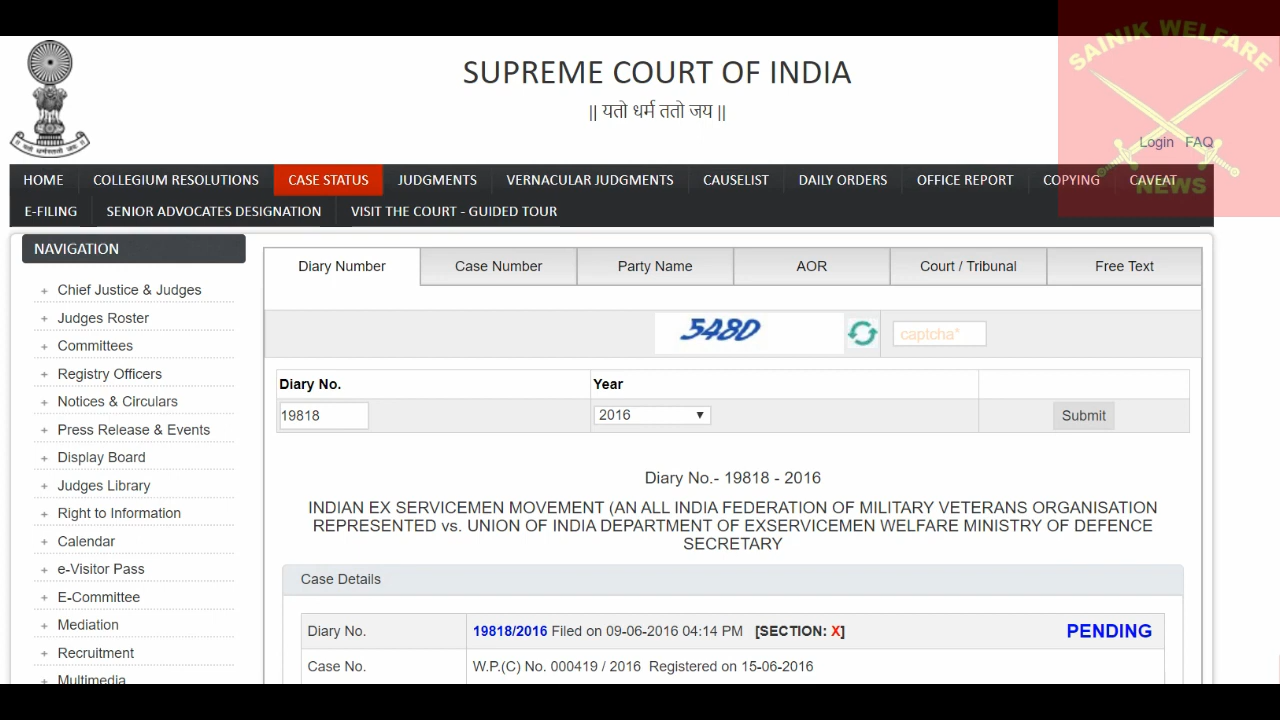 SAINIK WELFARE
NEWS
SUPREME COURT OF INDIA
|| यतो धर्म ततो जय ||
Login FAQ
HOME COLLEGIUM RESOLUTIONS CASE STATUS JUDGMENTS VERNACULAR JUDGMENTS CAUSELIST DAILY ORDERS OFFICE REPORT COPYING CAVEAT
E-FILING SENIOR ADVOCATES DESIGNATION VISIT THE COURT - GUIDED TOUR
NAVIGATION
+ Chief Justice & Judges
+ Judges Roster
+ Committees
+ Registry Officers
+ Notices & Circulars
+ Press Release & Events
+ Display Board
+ Judges Library
+ Right to Information
+ Calendar
+ e-Visitor Pass
+ E-Committee
+ Mediation
+ Recruitment
+ Multimedia
Diary Number Case Number Party Name AOR Court / Tribunal Free Text
548D captcha*
Diary No. Year
19818 2016 Submit
Diary No.- 19818 - 2016
INDIAN EX SERVICEMEN MOVEMENT (AN ALL INDIA FEDERATION OF MILITARY VETERANS ORGANISATION
REPRESENTED vs. UNION OF INDIA DEPARTMENT OF EXSERVICEMEN WELFARE MINISTRY OF DEFENCE
SECRETARY
Case Details
Diary No. 19818/2016 Filed on 09-06-2016 04:14 PM [SECTION: X] PENDING
Case No. W.P.(C) No. 000419 / 2016 Registered on 15-06-2016